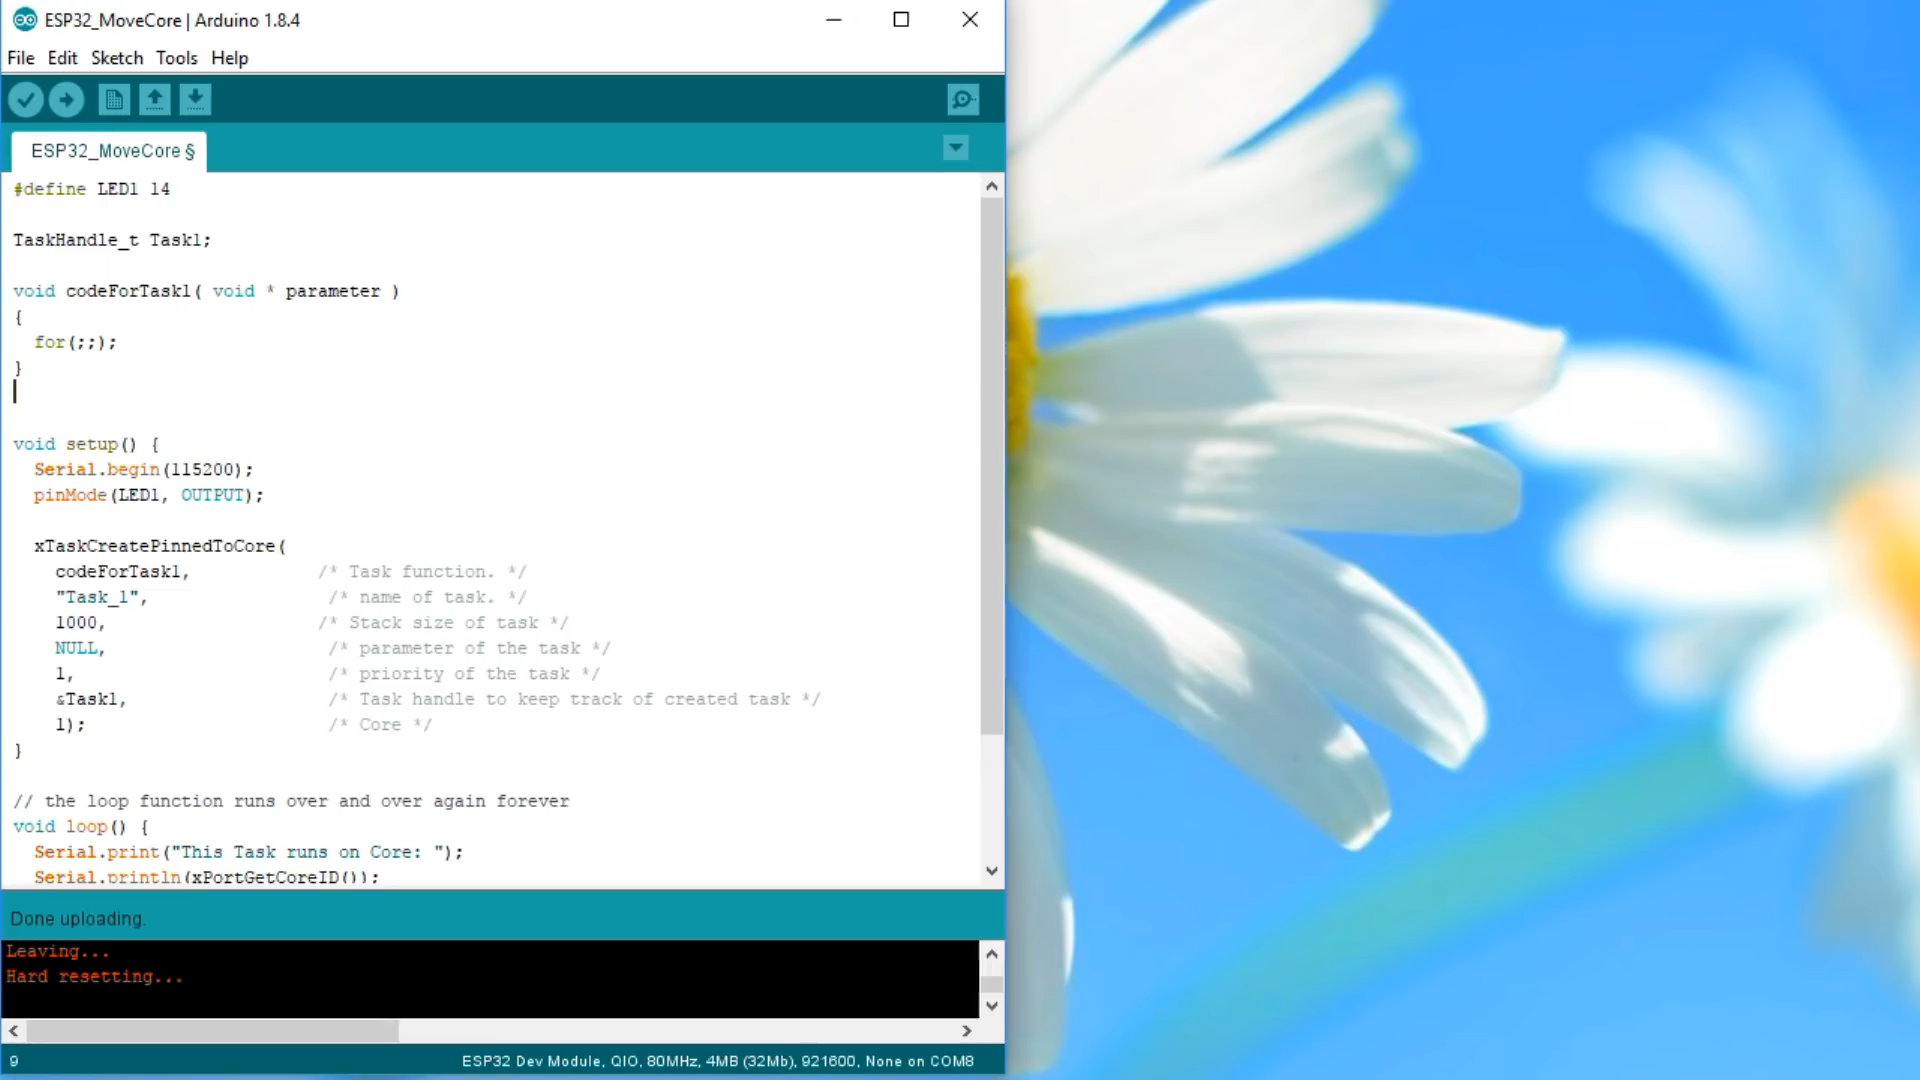 ESP32_MoveCore | Arduino 1.8.4
File Edit Sketch Tools Help
ESP32_MoveCore §
#define LED1 14
TaskHandle_t Task1;
void codeForTask1( void * parameter )
{
for(;;);
}
void setup() {
Serial.begin(115200);
pinMode(LED1, OUTPUT);
xTaskCreatePinnedToCore(
codeForTask1, /* Task function. */
"Task_1", /* name of task. */
1000, /* Stack size of task */
NULL, /* parameter of the task */
1, /* priority of the task */
&Task1, /* Task handle to keep track of created task */
1); /* Core */
}
// the loop function runs over and over again forever
void loop() {
Serial.print("This Task runs on Core: ");
Serial.println(xPortGetCoreID());
Done uploading.
Leaving...
Hard resetting...
9 ESP32 Dev Module, QIO, 80MHz, 4MB (32Mb), 921600, None on COM8